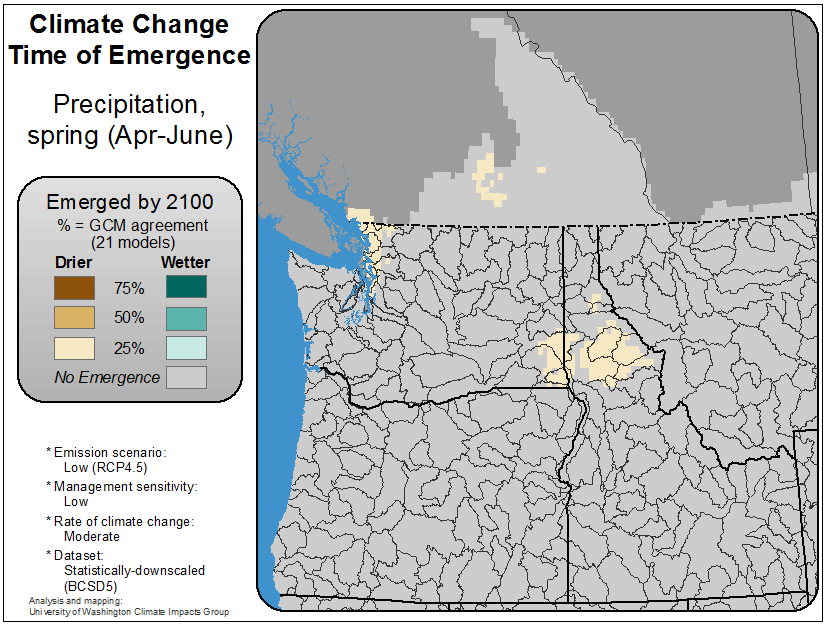 Climate Change
Time of Emergence
Precipitation,
spring (Apr-June)
Emerged by 2100
% = GCM agreement
(21 models)
Drier Wetter
75%
50%
25%
No Emergence
* Emission scenario:
Low (RCP4.5)
* Management sensitivity:
Low
* Rate of climate change:
Moderate
* Dataset:
Statistically-downscaled
(BCSD5)
Analysis and mapping:
University of Washington Climate Impacts Group